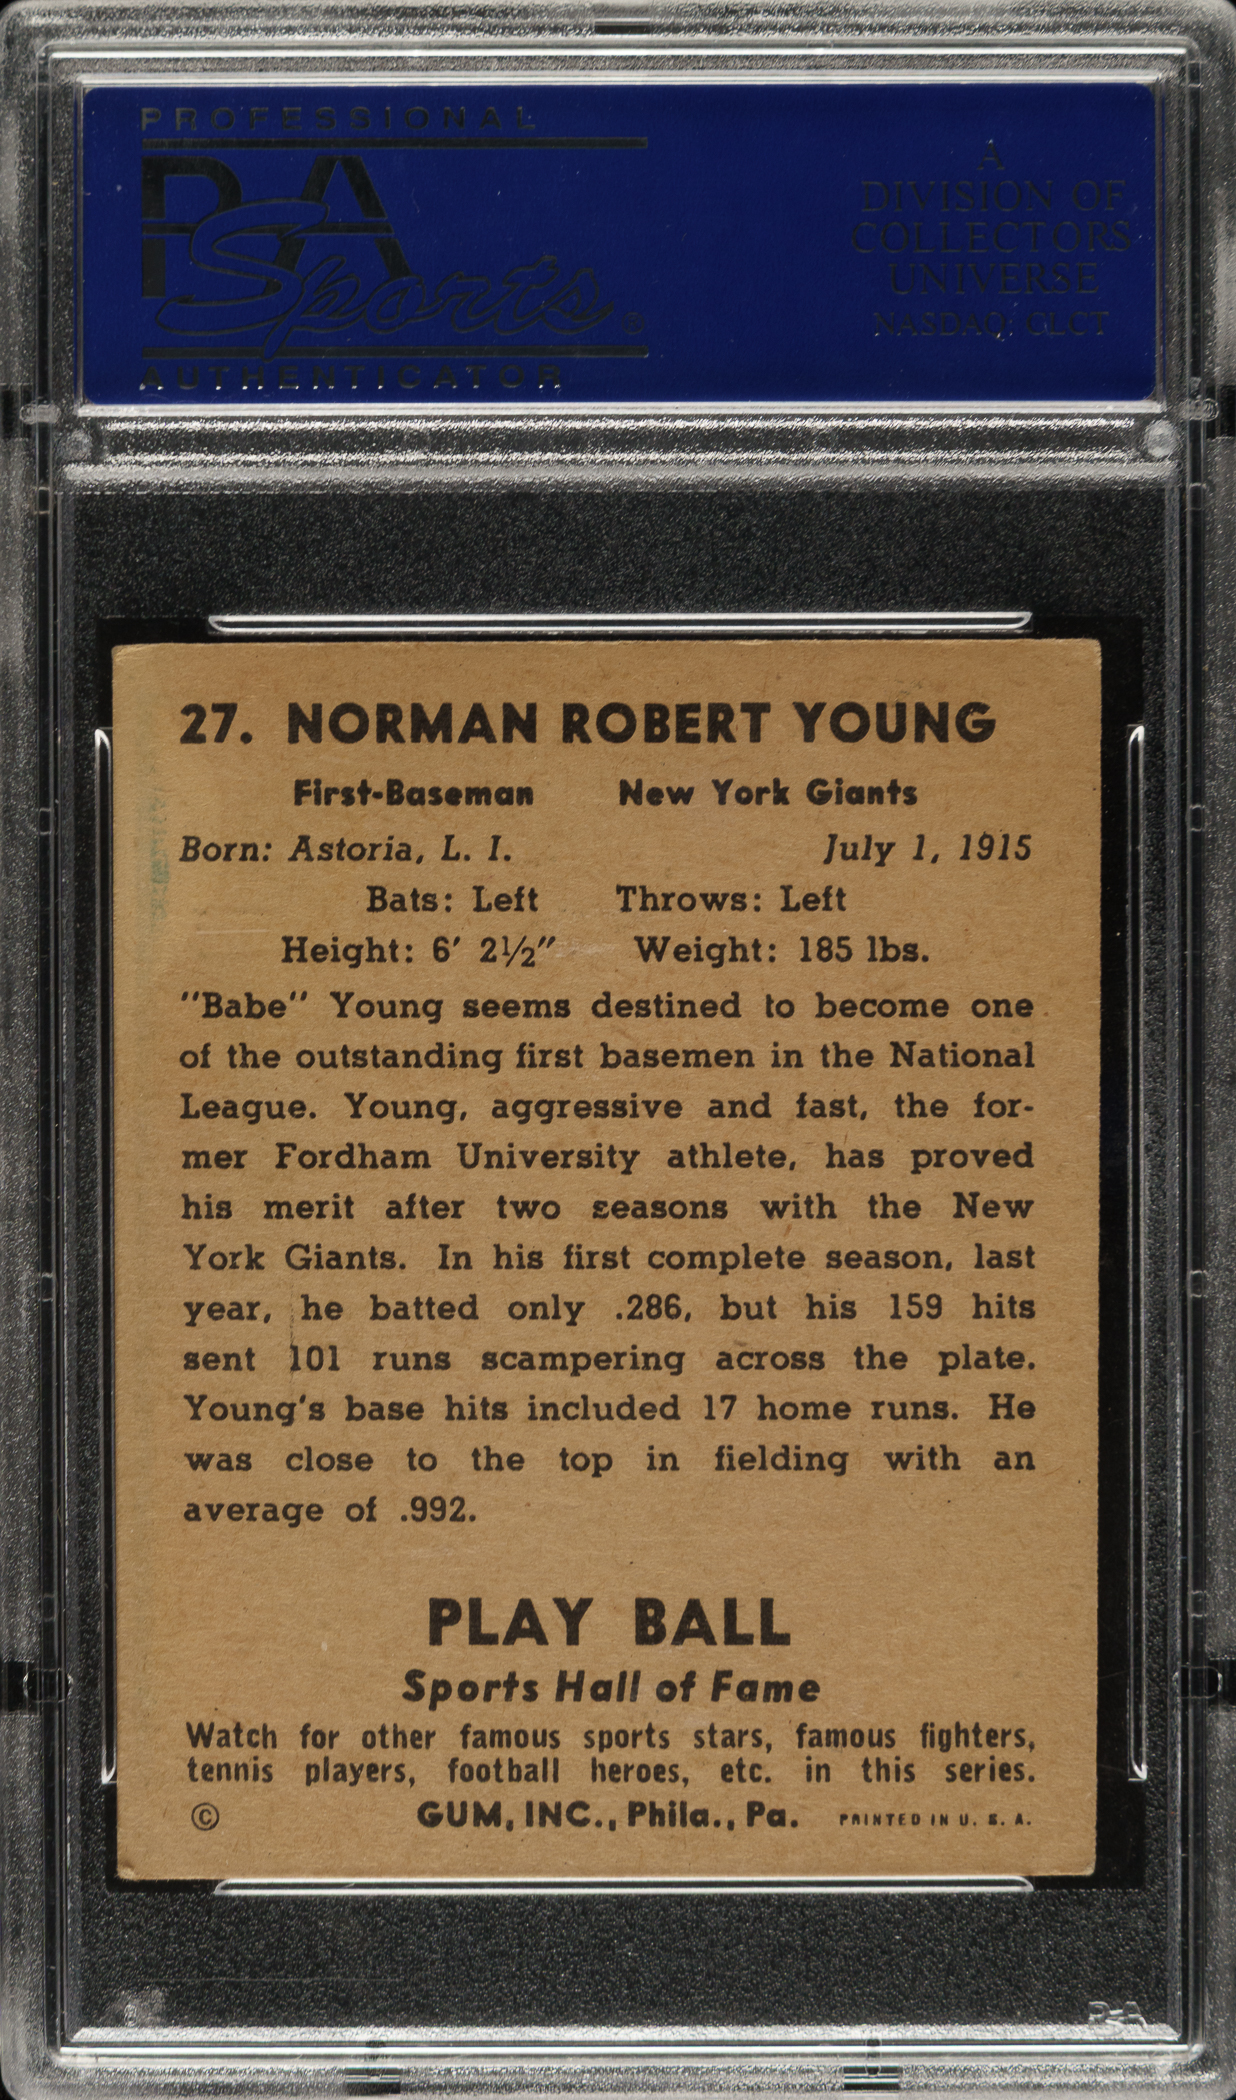 PROFESSIONAL
PSA
Sports®
AUTHENTICATOR
A
DIVISION OF
COLLECTORS
UNIVERSE
NASDAQ: CLCT
27. NORMAN ROBERT YOUNG
First-Baseman New York Giants
Born: Astoria, L. I. July 1, 1915
Bats: Left Throws: Left
Height: 6′ 2½″ Weight: 185 lbs.
"Babe" Young seems destined to become one
of the outstanding first basemen in the National
League. Young, aggressive and fast, the for-
mer Fordham University athlete, has proved
his merit after two seasons with the New
York Giants. In his first complete season, last
year, he batted only .286, but his 159 hits
sent 101 runs scampering across the plate.
Young's base hits included 17 home runs. He
was close to the top in fielding with an
average of .992.
PLAY BALL
Sports Hall of Fame
Watch for other famous sports stars, famous fighters,
tennis players, football heroes, etc. in this series.
© GUM, INC., Phila., Pa. PRINTED IN U. S. A.
PSA